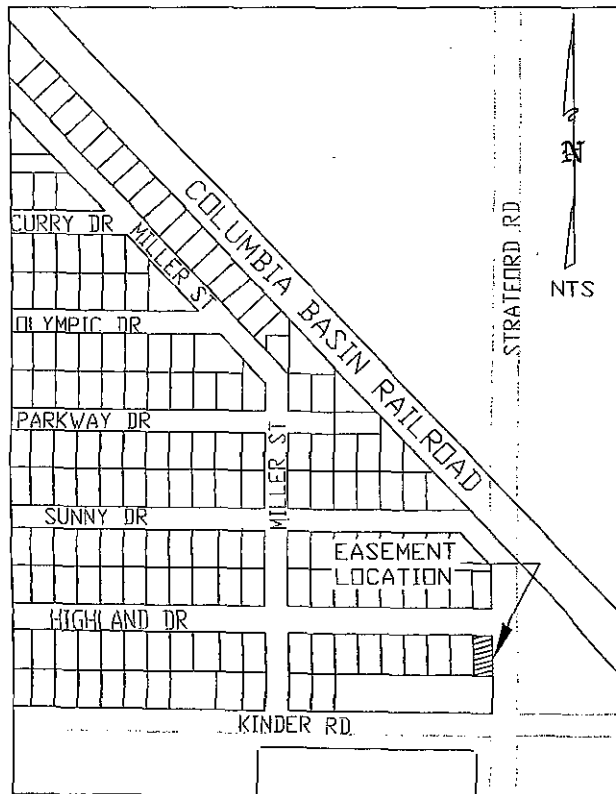 COLUMBIA BASIN RAILROAD
STRATFORD RD
N
NTS
CURRY DR
MILLER ST
OLYMPIC DR
PARKWAY DR
MILLER ST
SUNNY DR
EASEMENT
LOCATION
HIGHLAND DR
KINDER RD